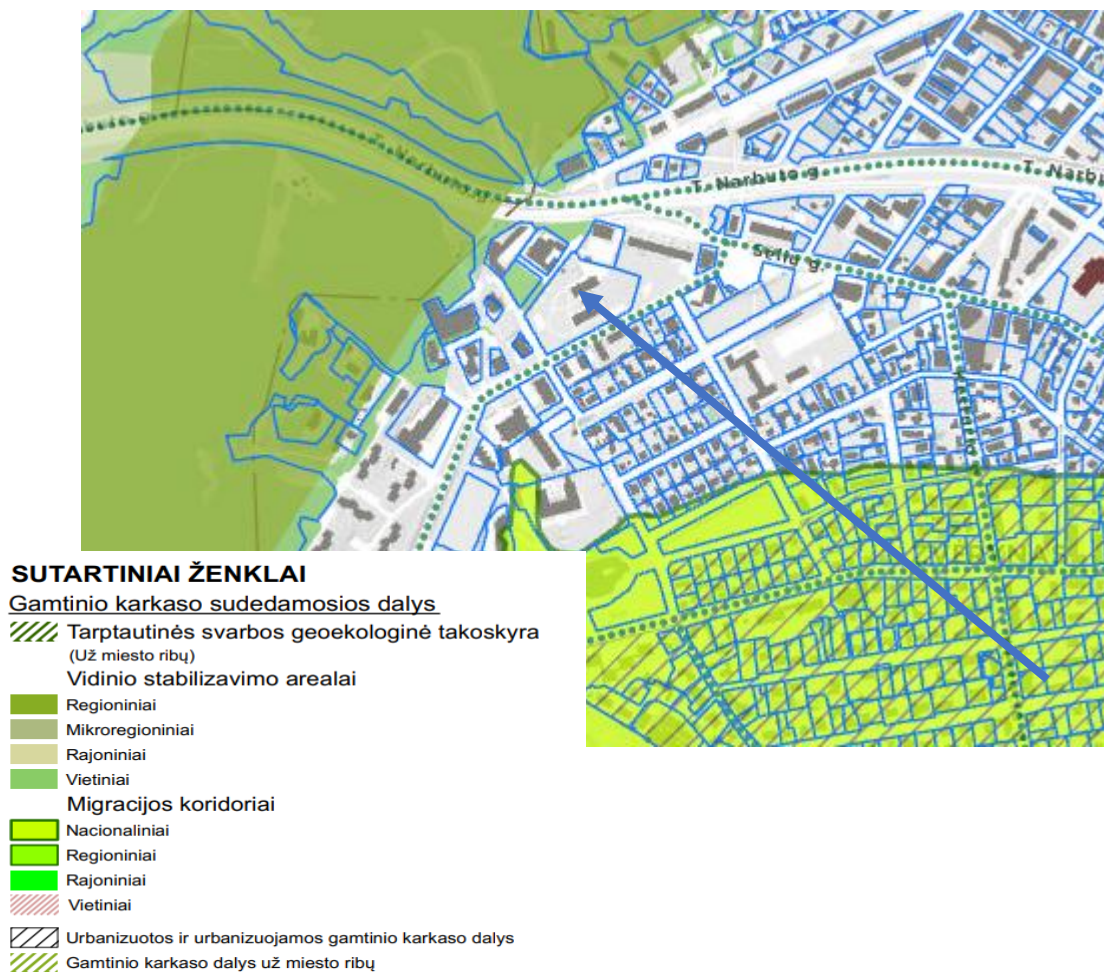 T. Narbuto g.
T. Narbuto g.
T. Narbu
Sėlių g.
SUTARTINIAI ŽENKLAI
Gamtinio karkaso sudedamosios dalys
Tarptautinės svarbos geoekologinė takoskyra
(Už miesto ribų)
Vidinio stabilizavimo arealai
Regioniniai
Mikroregioniniai
Rajoniniai
Vietiniai
Migracijos koridoriai
Nacionaliniai
Regioniniai
Rajoniniai
Vietiniai
Urbanizuotos ir urbanizuojamos gamtinio karkaso dalys
Gamtinio karkaso dalys už miesto ribų